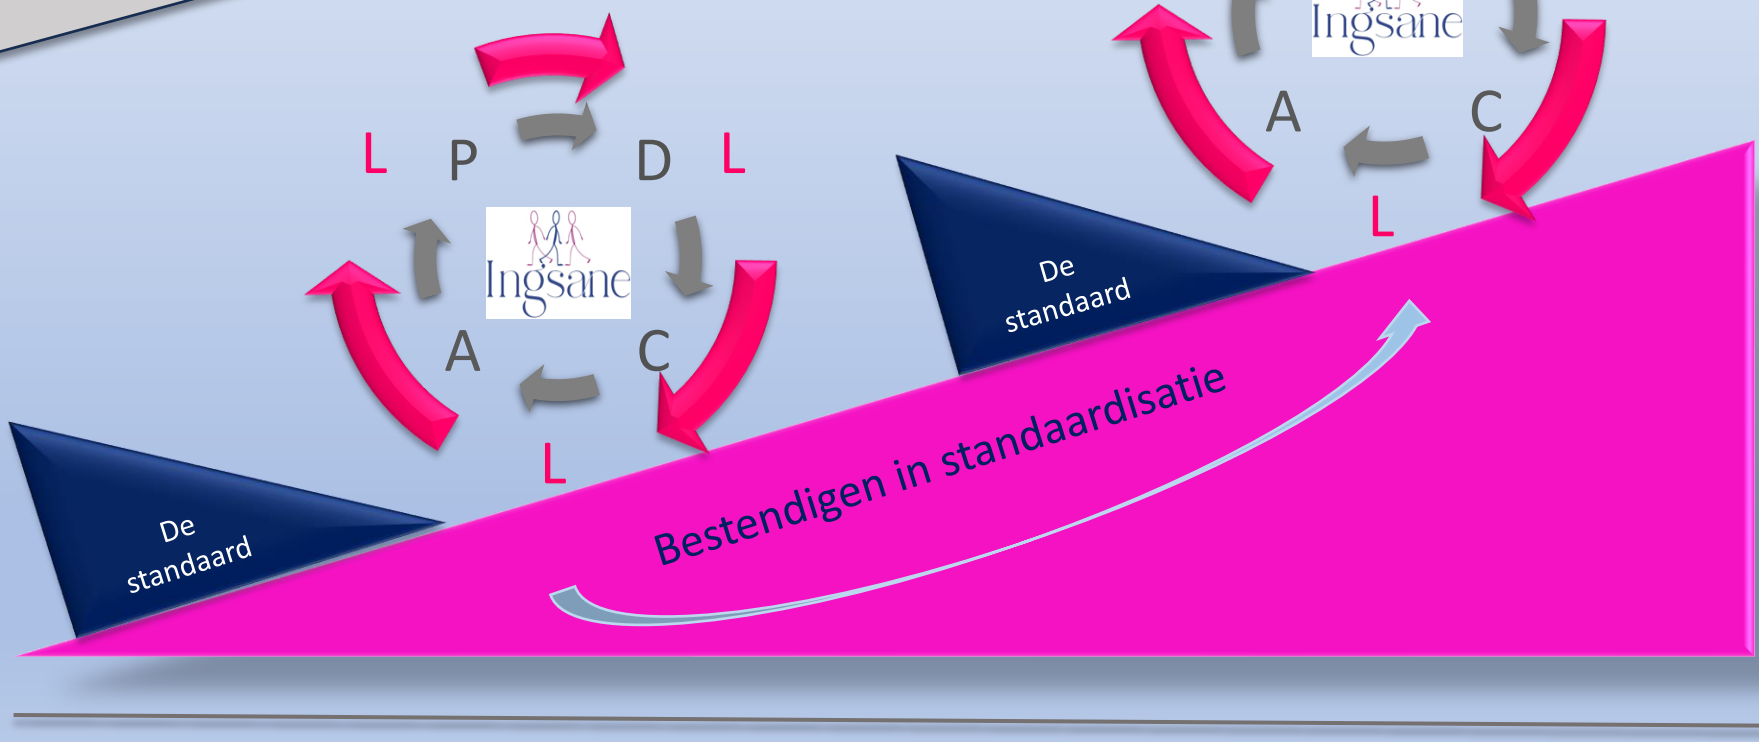 Ingsane
A C
L
L P D L
Ingsane
A C
L
De
standaard
De
standaard
Bestendigen in standaardisatie